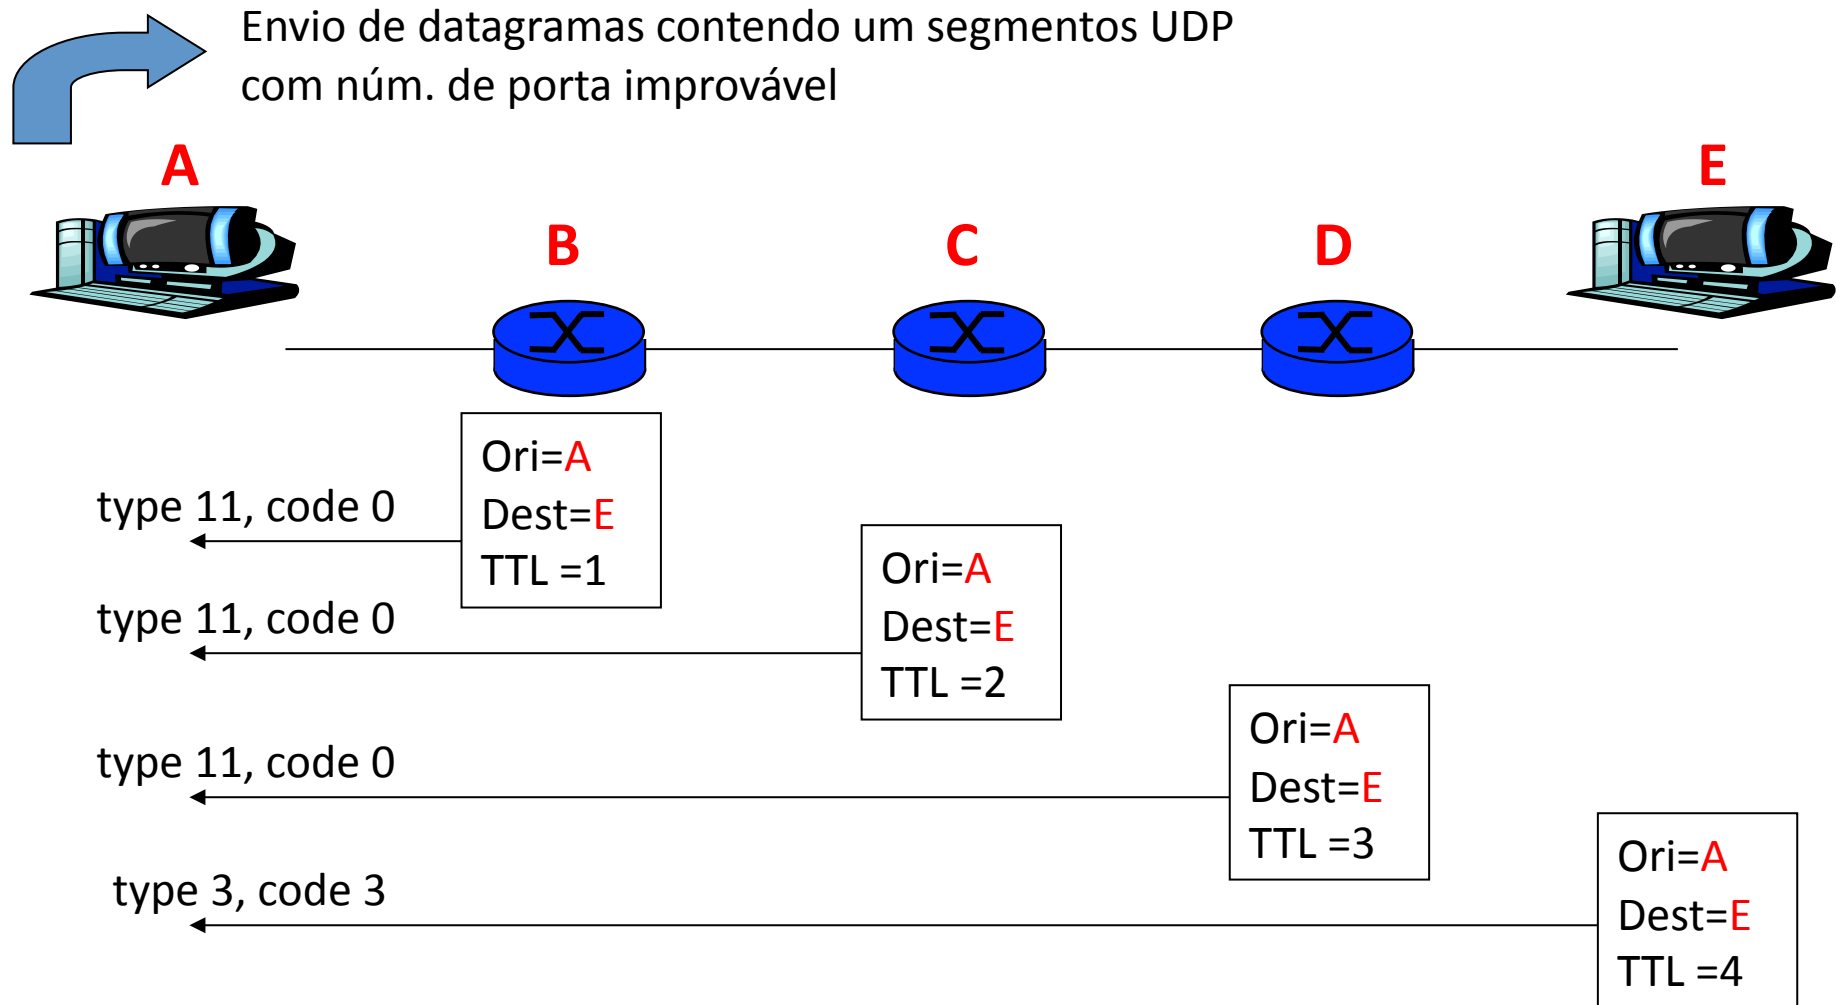 Envio de datagramas contendo um segmentos UDP
com núm. de porta improvável
A
E
B
C
D
Ori=A
Dest=E
TTL =1
type 11, code 0
Ori=A
Dest=E
TTL =2
type 11, code 0
Ori=A
Dest=E
TTL =3
type 11, code 0
Ori=A
Dest=E
TTL =4
type 3, code 3